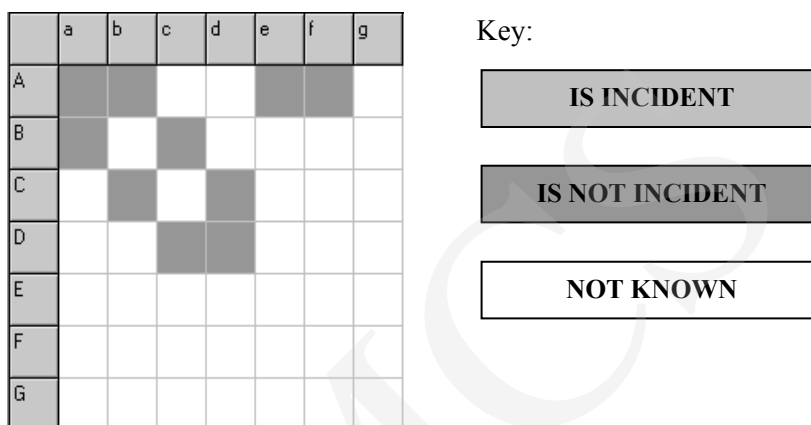 a b c d e f g
A
B
C
D
E
F
G
Key:
IS INCIDENT
IS NOT INCIDENT
NOT KNOWN